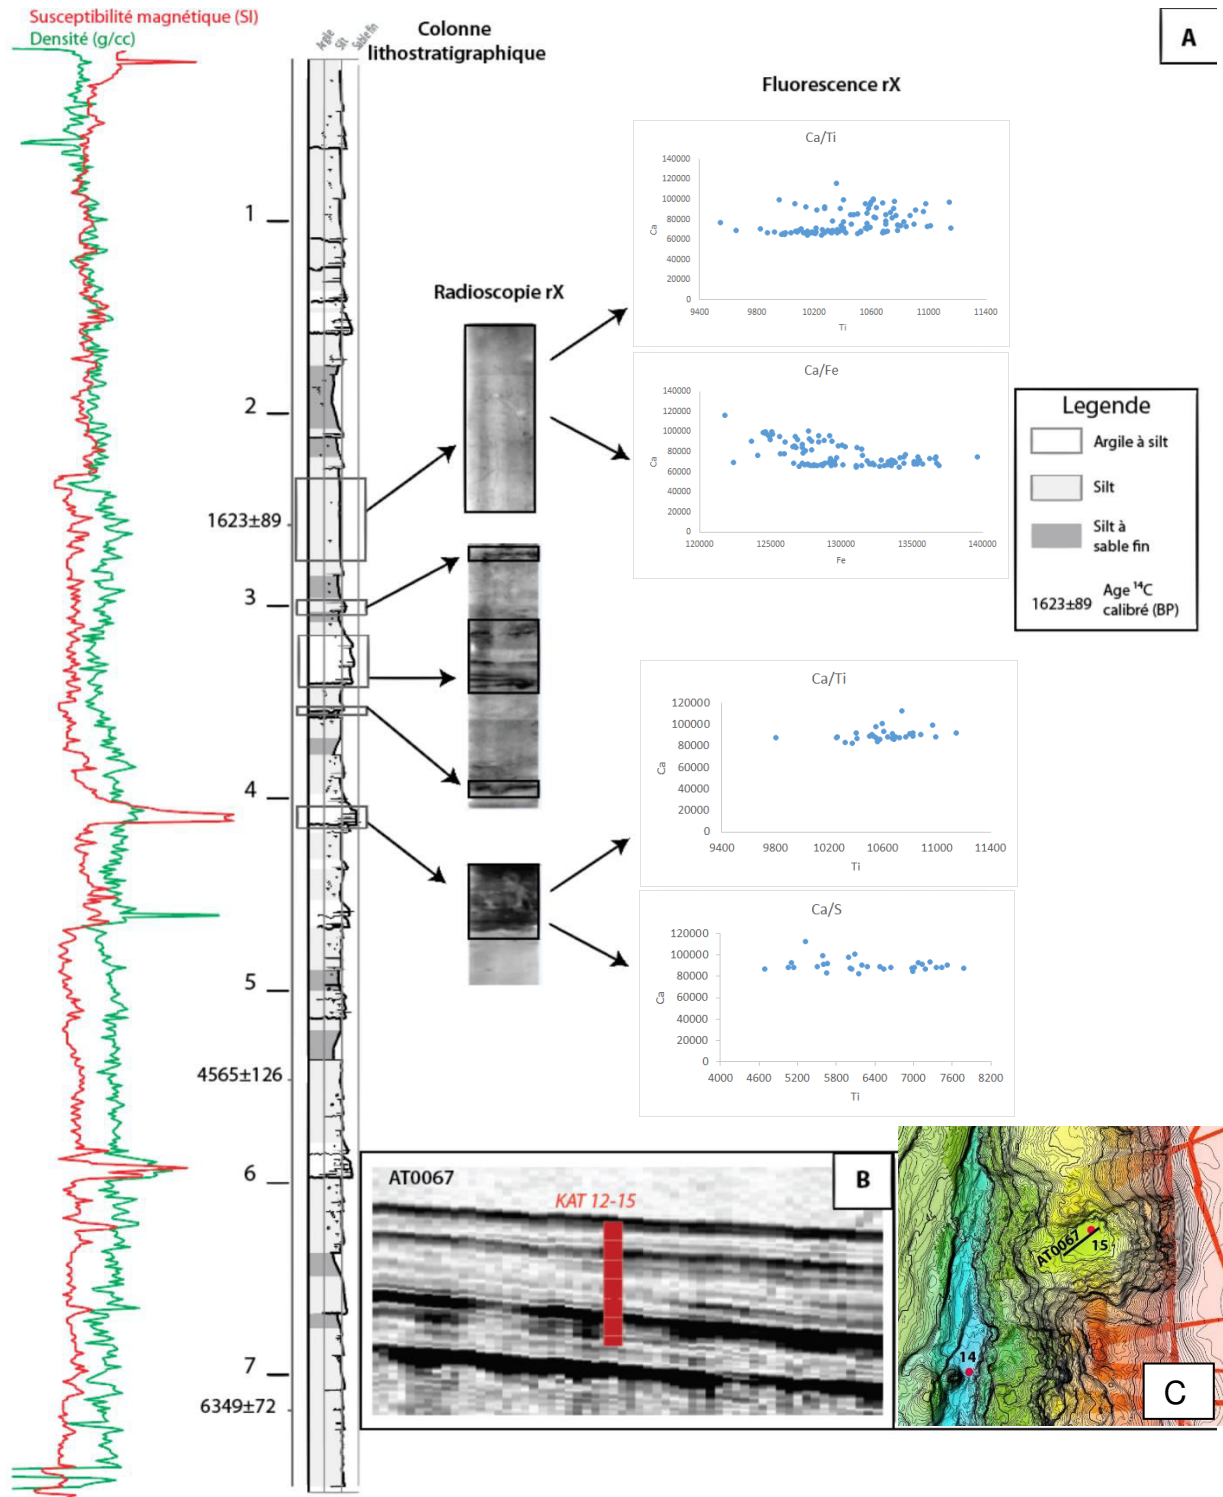 Susceptibilité magnétique (SI)
Densité (g/cc)
Argile
Silt
Sable fin
Colonne
lithostratigraphique
A
Fluorescence rX
Radioscopie rX
1
2
1623±89
3
4
5
4565±126
6
7
6349±72
Ca/Ti
Ca
140000
120000
100000
80000
60000
40000
20000
0
9400 9800 10200 10600 11000 11400
Ti
Ca/Fe
Ca
140000
120000
100000
80000
60000
40000
20000
0
120000 125000 130000 135000 140000
Fe
Legende
Argile à silt
Silt
Silt à
sable fin
1623±89 Age ¹⁴C
calibré (BP)
Ca/Ti
Ca
120000
100000
80000
60000
40000
20000
0
9400 9800 10200 10600 11000 11400
Ti
Ca/S
Ca
120000
100000
80000
60000
40000
20000
0
4000 4600 5200 5800 6400 7000 7600 8200
Ti
AT0067
KAT 12-15
B
AT0067
15
14
C